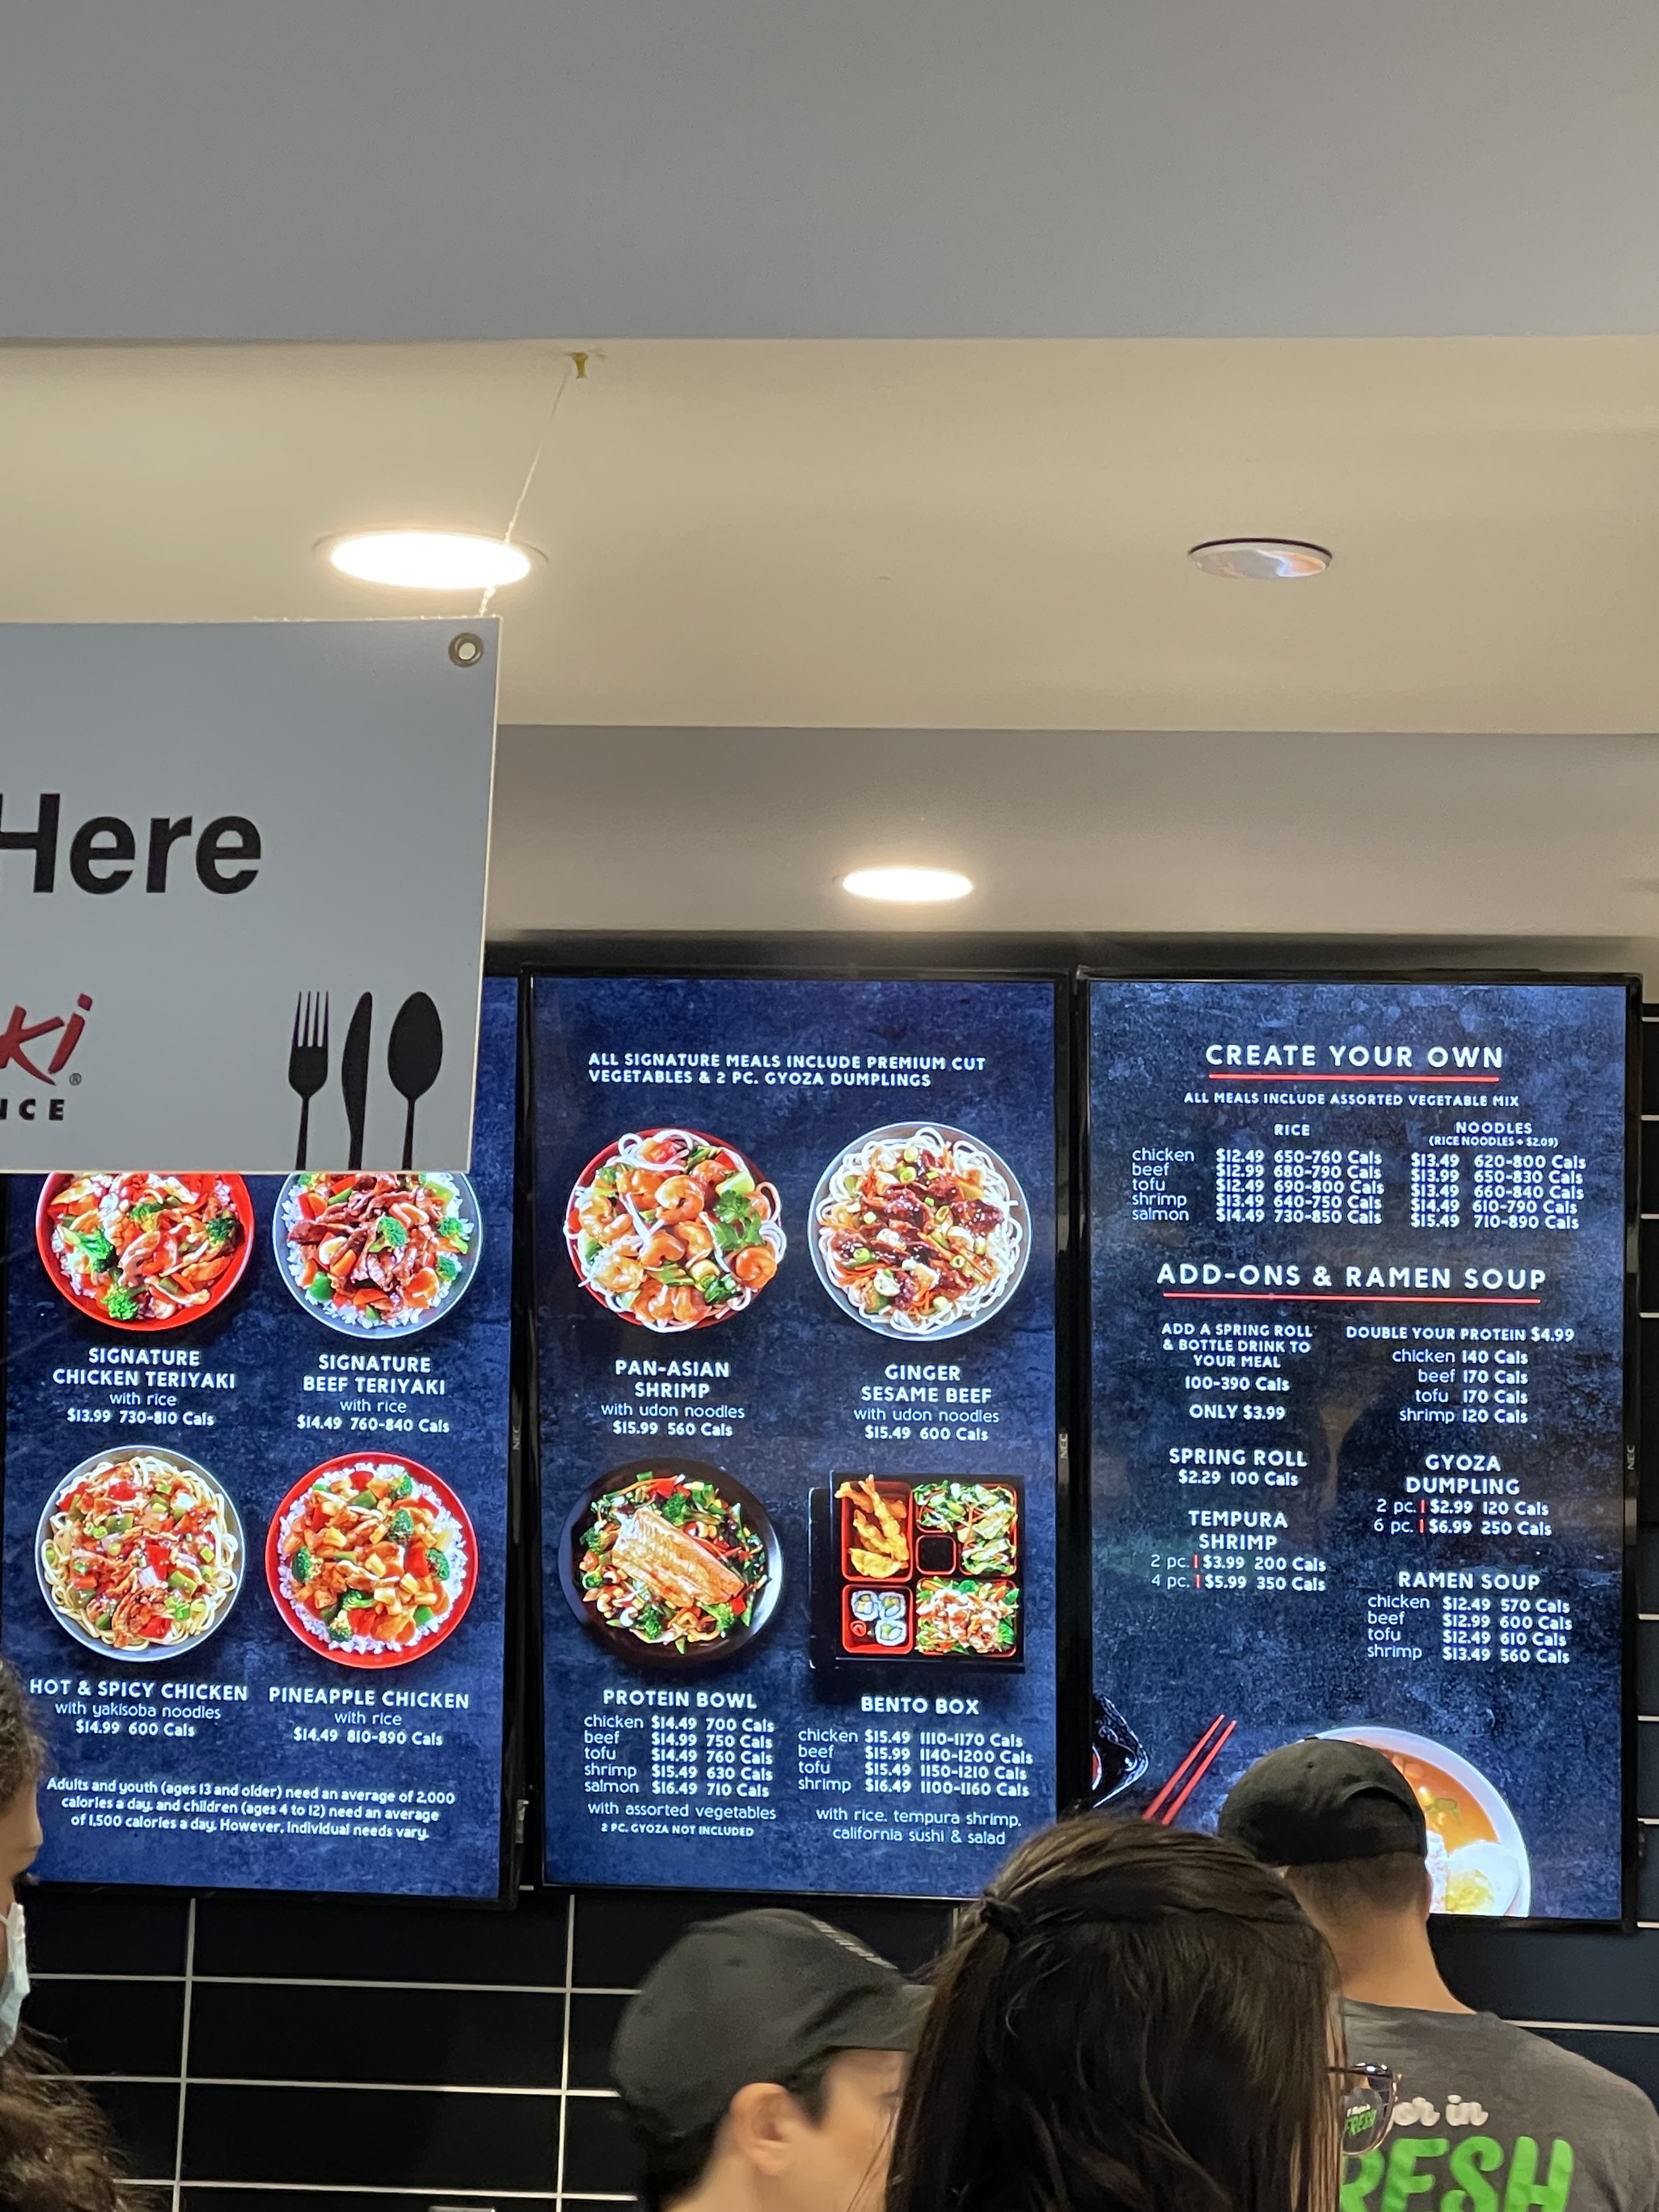 Here
ki®
ICE
SIGNATURE
CHICKEN TERIYAKI
with rice
$13.99 730-810 Cals
SIGNATURE
BEEF TERIYAKI
with rice
$14.49 760-840 Cals
HOT & SPICY CHICKEN
with yakisoba noodles
$14.99 600 Cals
PINEAPPLE CHICKEN
with rice
$14.49 810-890 Cals
Adults and youth (ages 13 and older) need an average of 2,000
calories a day, and children (ages 4 to 12) need an average
of 1,500 calories a day. However, individual needs vary.
ALL SIGNATURE MEALS INCLUDE PREMIUM CUT
VEGETABLES & 2 PC. GYOZA DUMPLINGS
PAN-ASIAN
SHRIMP
with udon noodles
$15.99 560 Cals
GINGER
SESAME BEEF
with udon noodles
$15.49 600 Cals
PROTEIN BOWL
chicken $14.49 700 Cals
beef $14.99 750 Cals
tofu $14.49 760 Cals
shrimp $15.49 630 Cals
salmon $16.49 710 Cals
with assorted vegetables
2 PC. GYOZA NOT INCLUDED
BENTO BOX
chicken $15.49 1110-1170 Cals
beef $15.99 1140-1200 Cals
tofu $15.49 1150-1210 Cals
shrimp $16.49 1100-1160 Cals
with rice, tempura shrimp,
california sushi & salad
NEC
NEC
NEC
CREATE YOUR OWN
ALL MEALS INCLUDE ASSORTED VEGETABLE MIX
RICE
NOODLES
(RICE NOODLES + $2.09)
chicken $12.49 650-760 Cals $13.49 620-800 Cals
beef $12.99 680-790 Cals $13.99 650-830 Cals
tofu $12.49 690-800 Cals $13.49 660-840 Cals
shrimp $13.49 640-750 Cals $14.49 610-790 Cals
salmon $14.49 730-850 Cals $15.49 710-890 Cals
ADD-ONS & RAMEN SOUP
ADD A SPRING ROLL
& BOTTLE DRINK TO
YOUR MEAL
100-390 Cals
ONLY $3.99
DOUBLE YOUR PROTEIN $4.99
chicken 140 Cals
beef 170 Cals
tofu 170 Cals
shrimp 120 Cals
SPRING ROLL
$2.29 100 Cals
TEMPURA
SHRIMP
2 pc. | $3.99 200 Cals
4 pc. | $5.99 350 Cals
GYOZA
DUMPLING
2 pc. | $2.99 120 Cals
6 pc. | $6.99 250 Cals
RAMEN SOUP
chicken $12.49 570 Cals
beef $12.99 600 Cals
tofu $12.49 610 Cals
shrimp $13.49 560 Cals
or in
RESH
FRESH